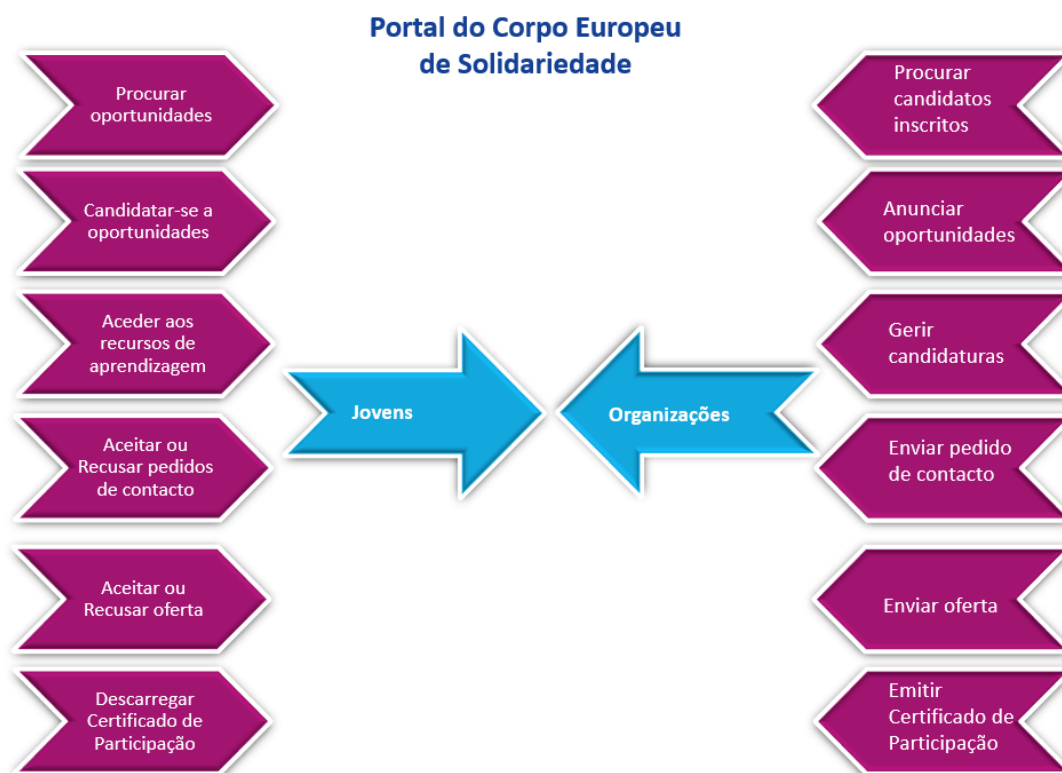 Portal do Corpo Europeu
de Solidariedade
Procurar
oportunidades
Candidatar-se a
oportunidades
Aceder aos
recursos de
aprendizagem
Aceitar ou
Recusar pedidos
de contacto
Aceitar ou
Recusar oferta
Descarregar
Certificado de
Participação
Jovens
Organizações
Procurar
candidatos
inscritos
Anunciar
oportunidades
Gerir
candidaturas
Enviar pedido
de contacto
Enviar oferta
Emitir
Certificado de
Participação